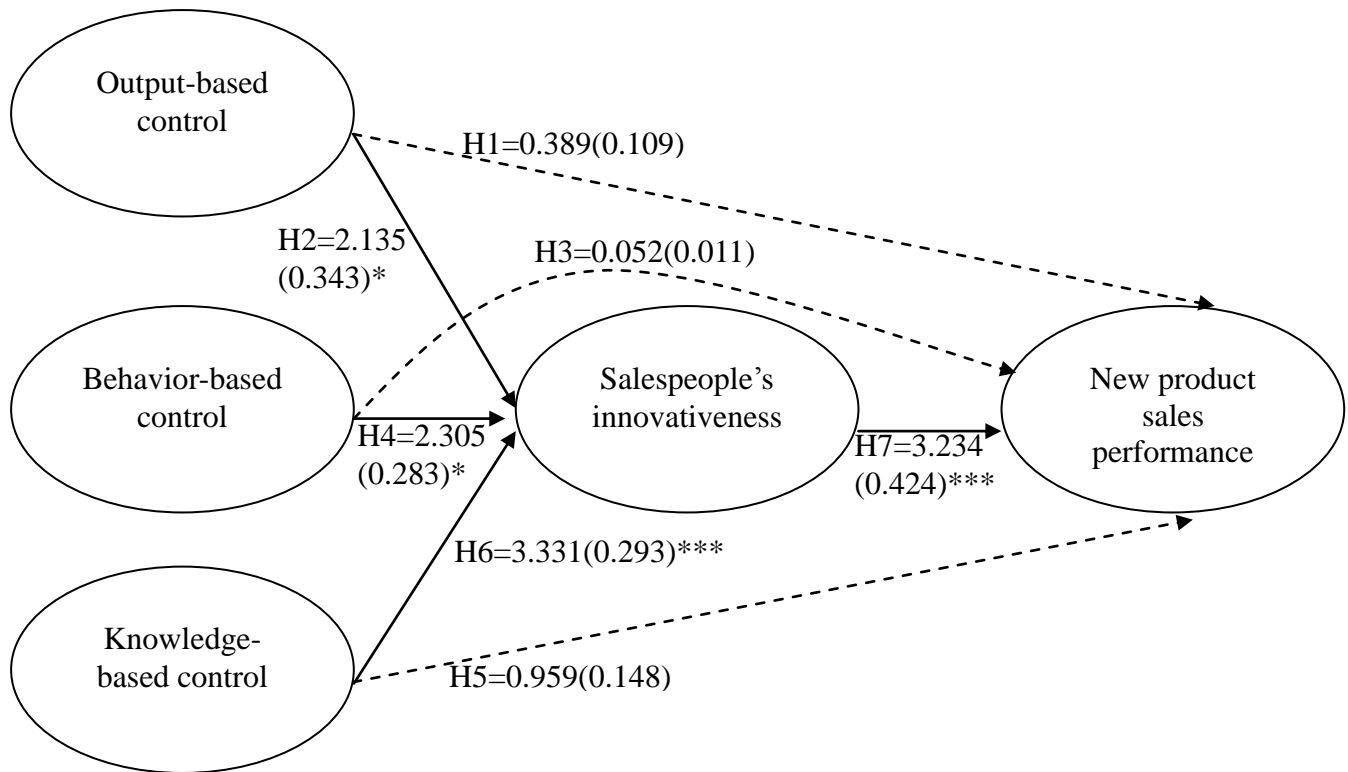 Output-based
control
H1=0.389(0.109)
H2=2.135
(0.343)*
H3=0.052(0.011)
Behavior-based
control
H4=2.305
(0.283)*
Salespeople’s
innovativeness
H7=3.234
(0.424)***
New product
sales
performance
H6=3.331(0.293)***
Knowledge-
based control
H5=0.959(0.148)